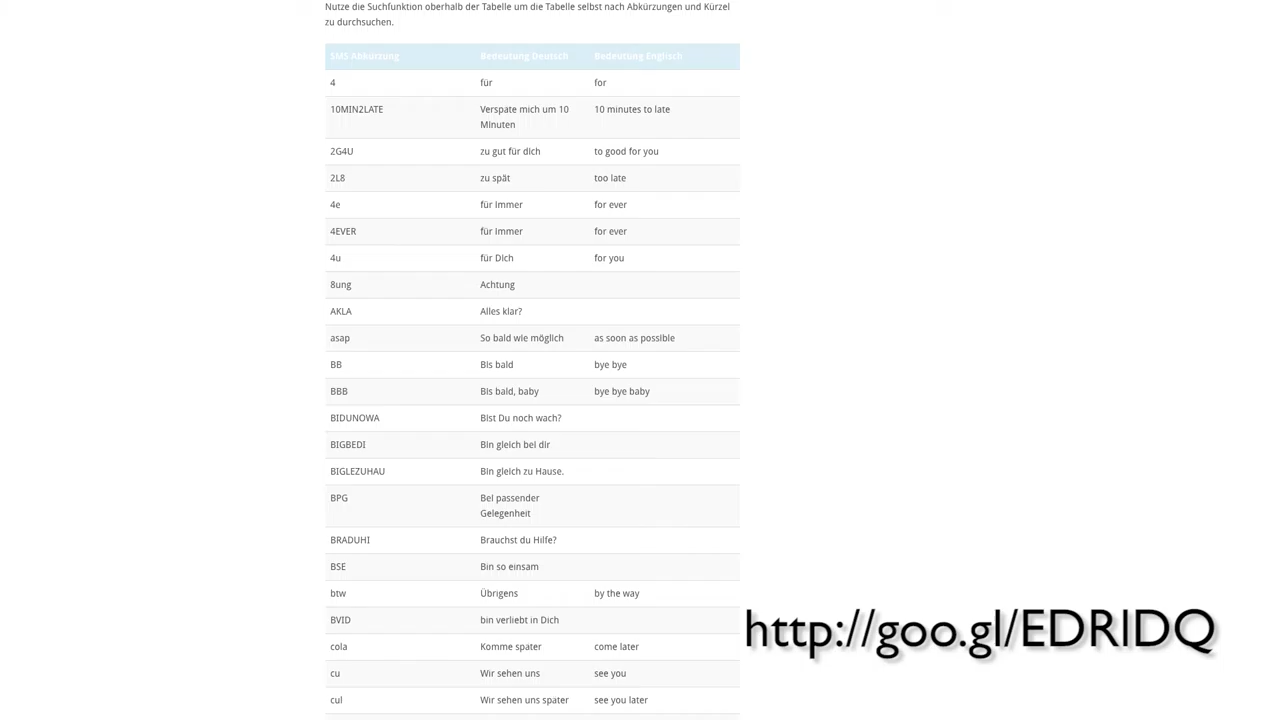 Nutze die Suchfunktion oberhalb der Tabelle um die Tabelle selbst nach Abkürzungen und Kürzel
zu durchsuchen.
SMS Abkürzung Bedeutung Deutsch Bedeutung Englisch
4 für for
10MIN2LATE Verspate mich um 10 10 minutes to late
Minuten
2G4U zu gut für dich to good for you
2L8 zu spät too late
4e für immer for ever
4EVER für immer for ever
4u für Dich for you
8ung Achtung
AKLA Alles klar?
asap So bald wie möglich as soon as possible
BB Bis bald bye bye
BBB Bis bald, baby bye bye baby
BIDUNOWA Bist Du noch wach?
BIGBEDI Bin gleich bei dir
BIGLEZUHAU Bin gleich zu Hause.
BPG Bei passender
Gelegenheit
BRADUHI Brauchst du Hilfe?
BSE Bin so einsam
btw Übrigens by the way
BVID bin verliebt in Dich
http://goo.gl/EDRIDQ
cola Komme spater come later
cu Wir sehen uns see you
cul Wir sehen uns spater see you later